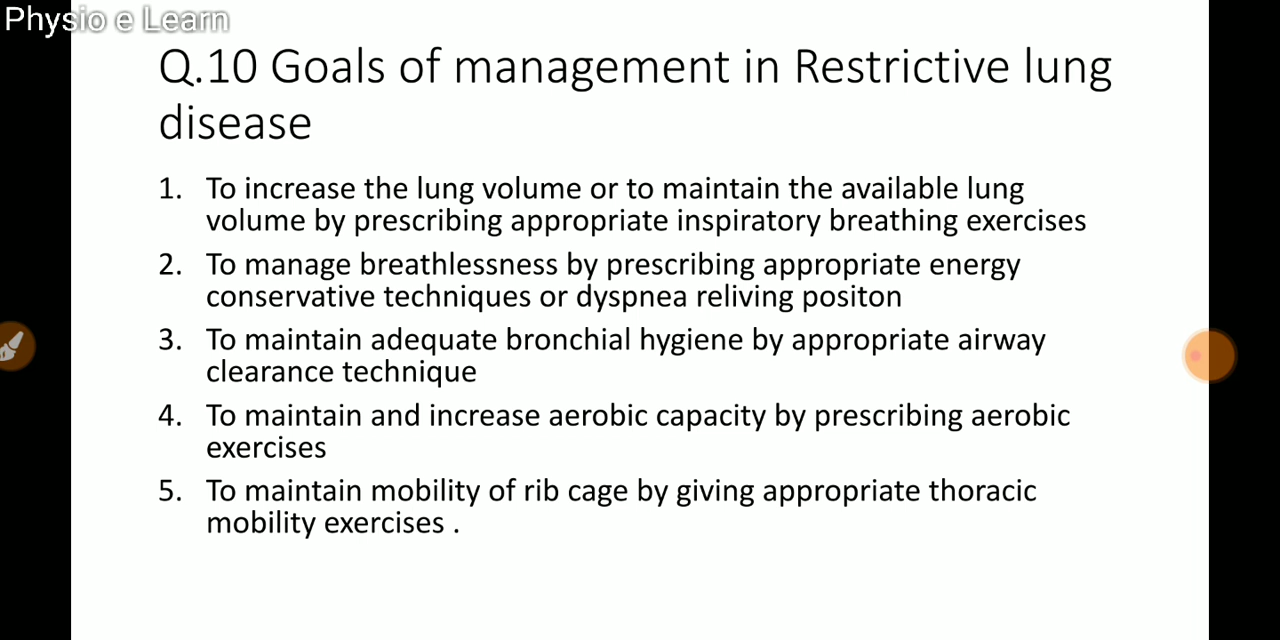 Physio e Learn
Q.10 Goals of management in Restrictive lung
disease
1. To increase the lung volume or to maintain the available lung
volume by prescribing appropriate inspiratory breathing exercises
2. To manage breathlessness by prescribing appropriate energy
conservative techniques or dyspnea reliving positon
3. To maintain adequate bronchial hygiene by appropriate airway
clearance technique
4. To maintain and increase aerobic capacity by prescribing aerobic
exercises
5. To maintain mobility of rib cage by giving appropriate thoracic
mobility exercises .